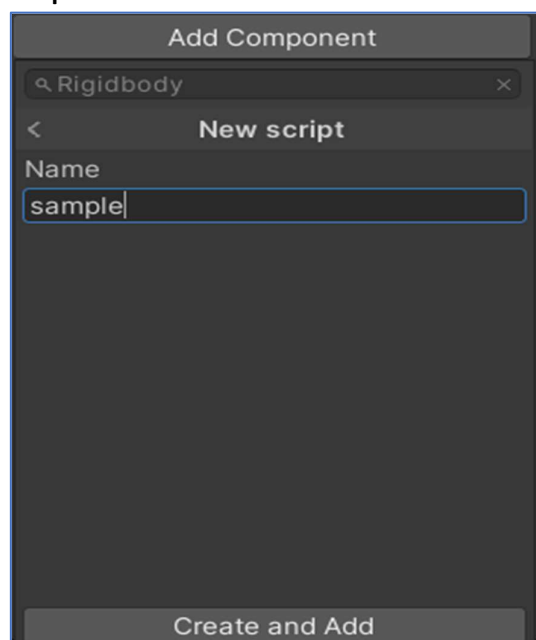 Add Component
Rigidbody
<
New script
Name
sample
Create and Add